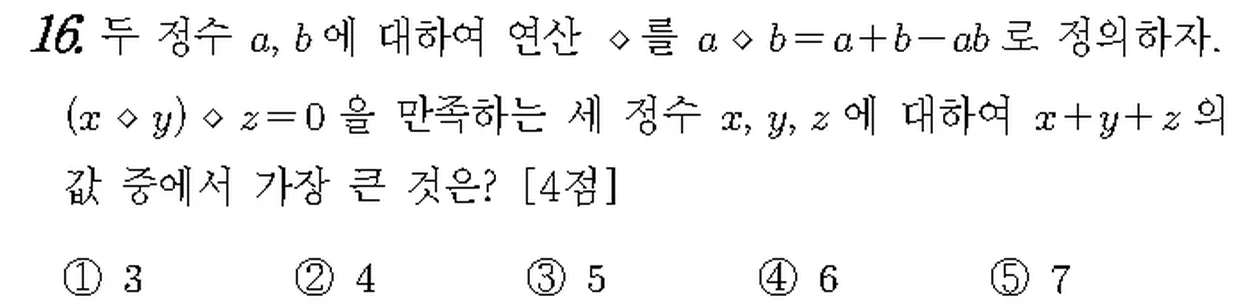 16. 두 정수 a, b에 대하여 연산 ⋄를 a ⋄ b=a+b-ab로 정의하자.
(x ⋄ y) ⋄ z=0을 만족하는 세 정수 x, y, z에 대하여 x+y+z의
값 중에서 가장 큰 것은? [4점]
① 3 ② 4 ③ 5 ④ 6 ⑤ 7